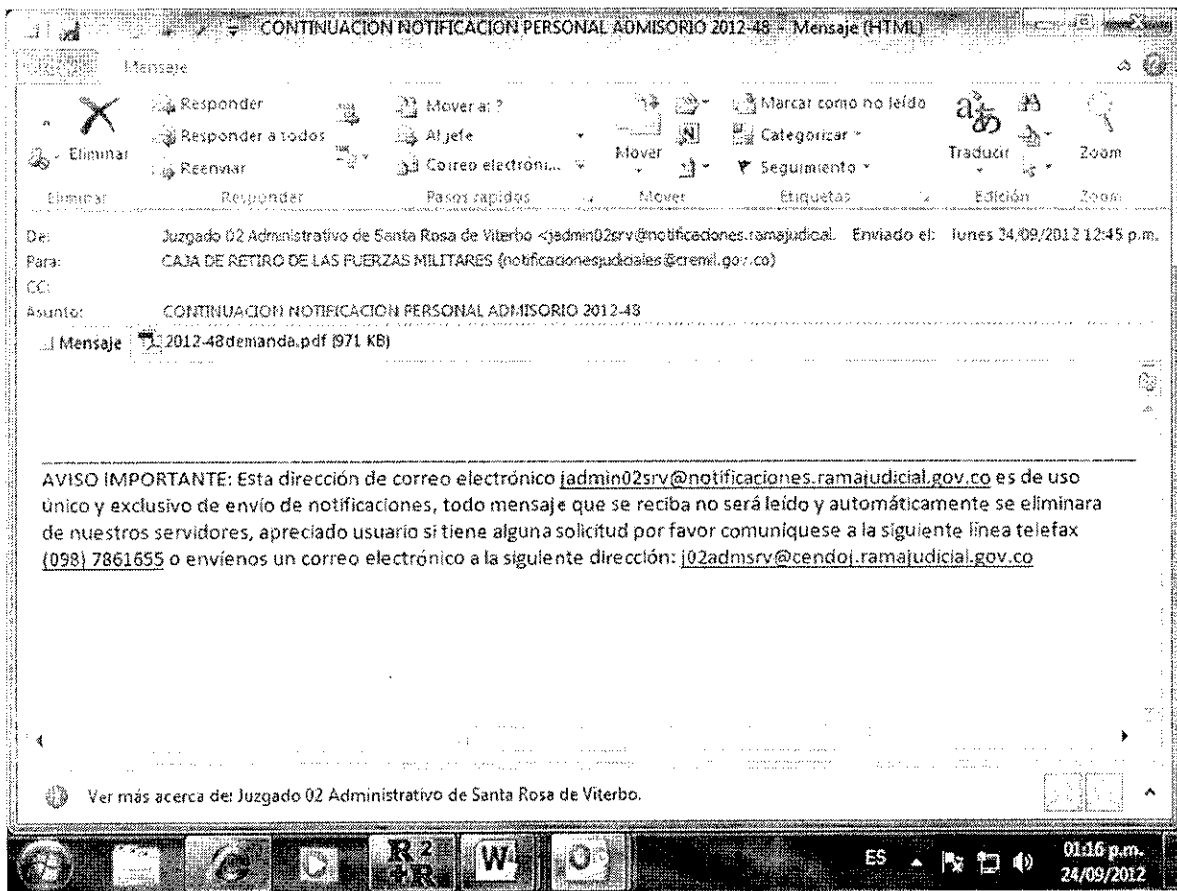 CONTINUACION NOTIFICACION PERSONAL ADMISORIO 2012-48 - Mensaje (HTML)
Mensaje
Eliminar
Responder
Responder a todos
Reenviar
Mover a: ?
Al jefe
Correo electróni...
Mover
Marcar como no leído
Categorizar
Seguimiento
Traducir
Zoom
Eliminar Responder Pasos rápidos Mover Etiquetas Edición Zoom
De: Juzgado 02 Administrativo de Santa Rosa de Viterbo <jadmin02srv@notificaciones.ramajudicial. Enviado el: lunes 24/09/2012 12:45 p.m.
Para: CAJA DE RETIRO DE LAS FUERZAS MILITARES (notificacionesjudiciales@cremil.gov.co)
CC:
Asunto: CONTINUACION NOTIFICACION PERSONAL ADMISORIO 2012-48
Mensaje 2012-48demanda.pdf (971 KB)
AVISO IMPORTANTE: Esta dirección de correo electrónico jadmin02srv@notificaciones.ramajudicial.gov.co es de uso
único y exclusivo de envío de notificaciones, todo mensaje que se reciba no será leído y automáticamente se eliminara
de nuestros servidores, apreciado usuario si tiene alguna solicitud por favor comuníquese a la siguiente línea telefax
(098) 7861655 o envíenos un correo electrónico a la siguiente dirección: j02admsrv@cendoj.ramajudicial.gov.co
Ver más acerca de: Juzgado 02 Administrativo de Santa Rosa de Viterbo.
ES
01:16 p.m.
24/09/2012